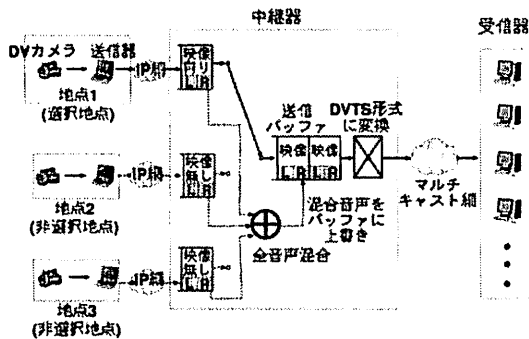 中継器
受信器
DVカメラ 送信器
IP網
映像
有り
L R
地点1
(選択地点)
送信
バッファ
DVTS形式
に変換
映像 映像
L R L R
マルチ
キャスト網
IP網
映像
無し
L R
地点2
(非選択地点)
混合音声を
バッファに
上書き
全音声混合
IP網
映像
無し
L R
地点3
(非選択地点)